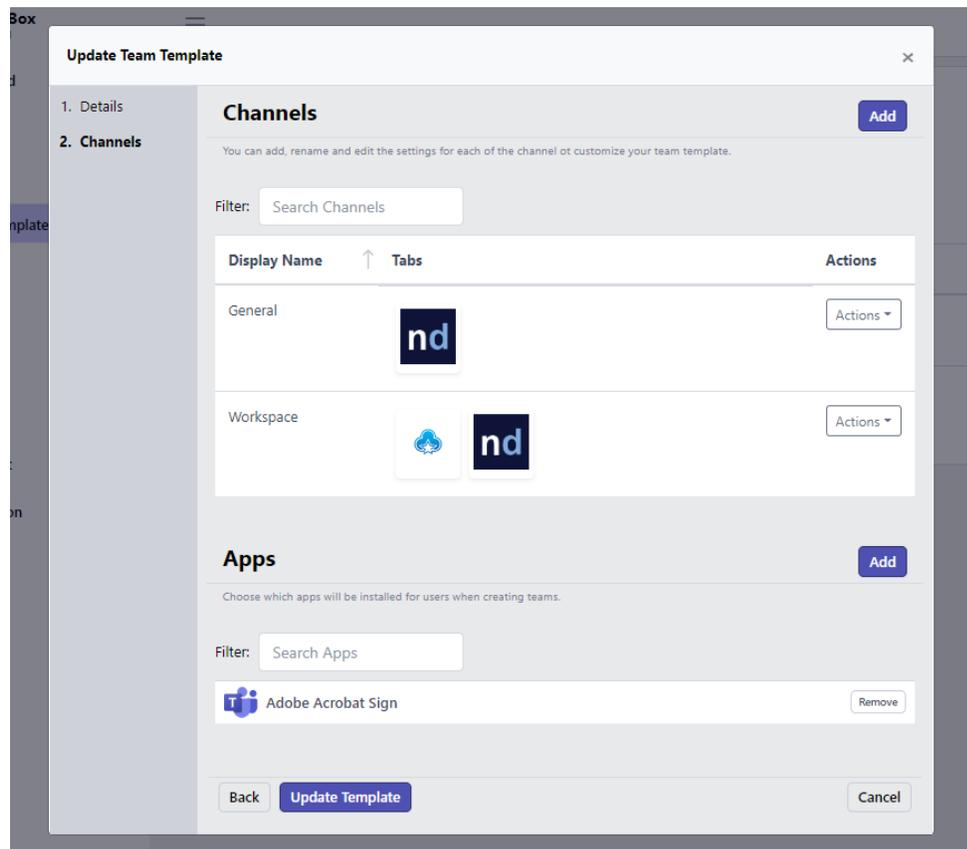 Box
Update Team Template
×
1. Details
2. Channels
Channels
Add
You can add, rename and edit the settings for each of the channel ot customize your team template.
Filter: Search Channels
Display Name ↑ Tabs Actions
General nd Actions
Workspace nd Actions
Apps
Add
Choose which apps will be installed for users when creating teams.
Filter: Search Apps
T Adobe Acrobat Sign Remove
Back Update Template Cancel